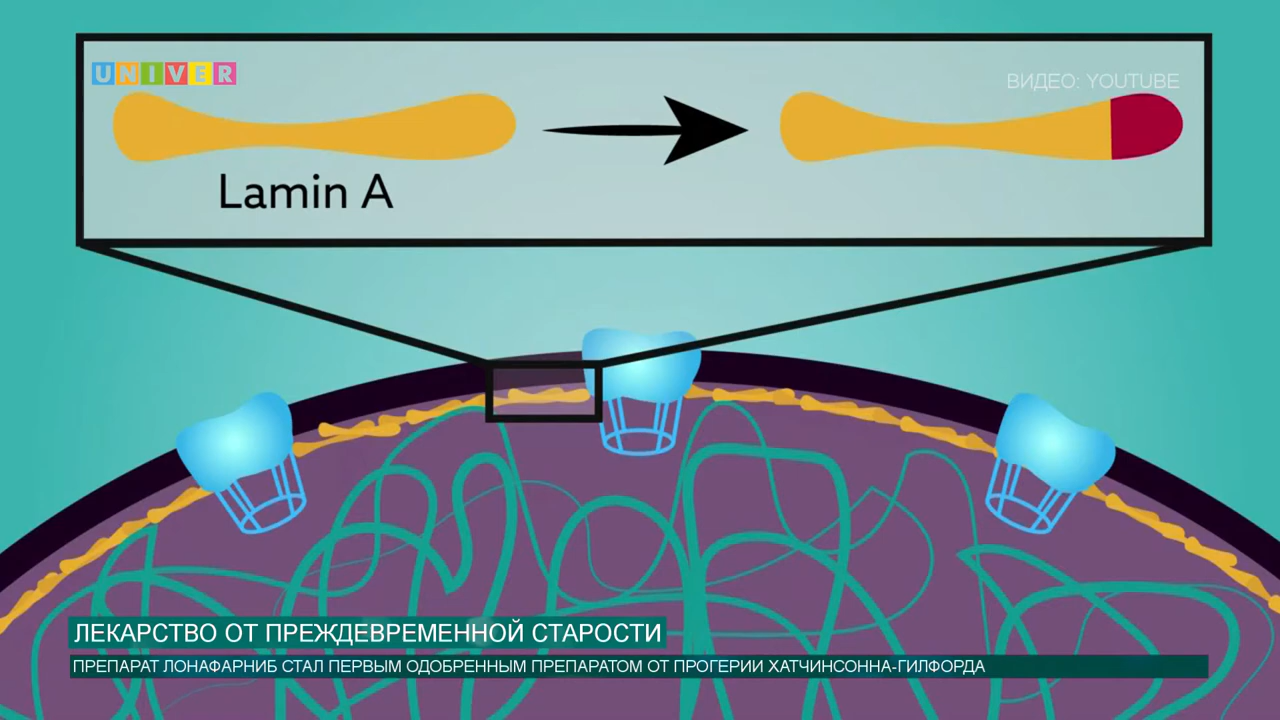 UNIVER
ВИДЕО: YOUTUBE
Lamin A
ЛЕКАРСТВО ОТ ПРЕЖДЕВРЕМЕННОЙ СТАРОСТИ
ПРЕПАРАТ ЛОНАФАРНИБ СТАЛ ПЕРВЫМ ОДОБРЕННЫМ ПРЕПАРАТОМ ОТ ПРОГЕРИИ ХАТЧИНСОННА-ГИЛФОРДА